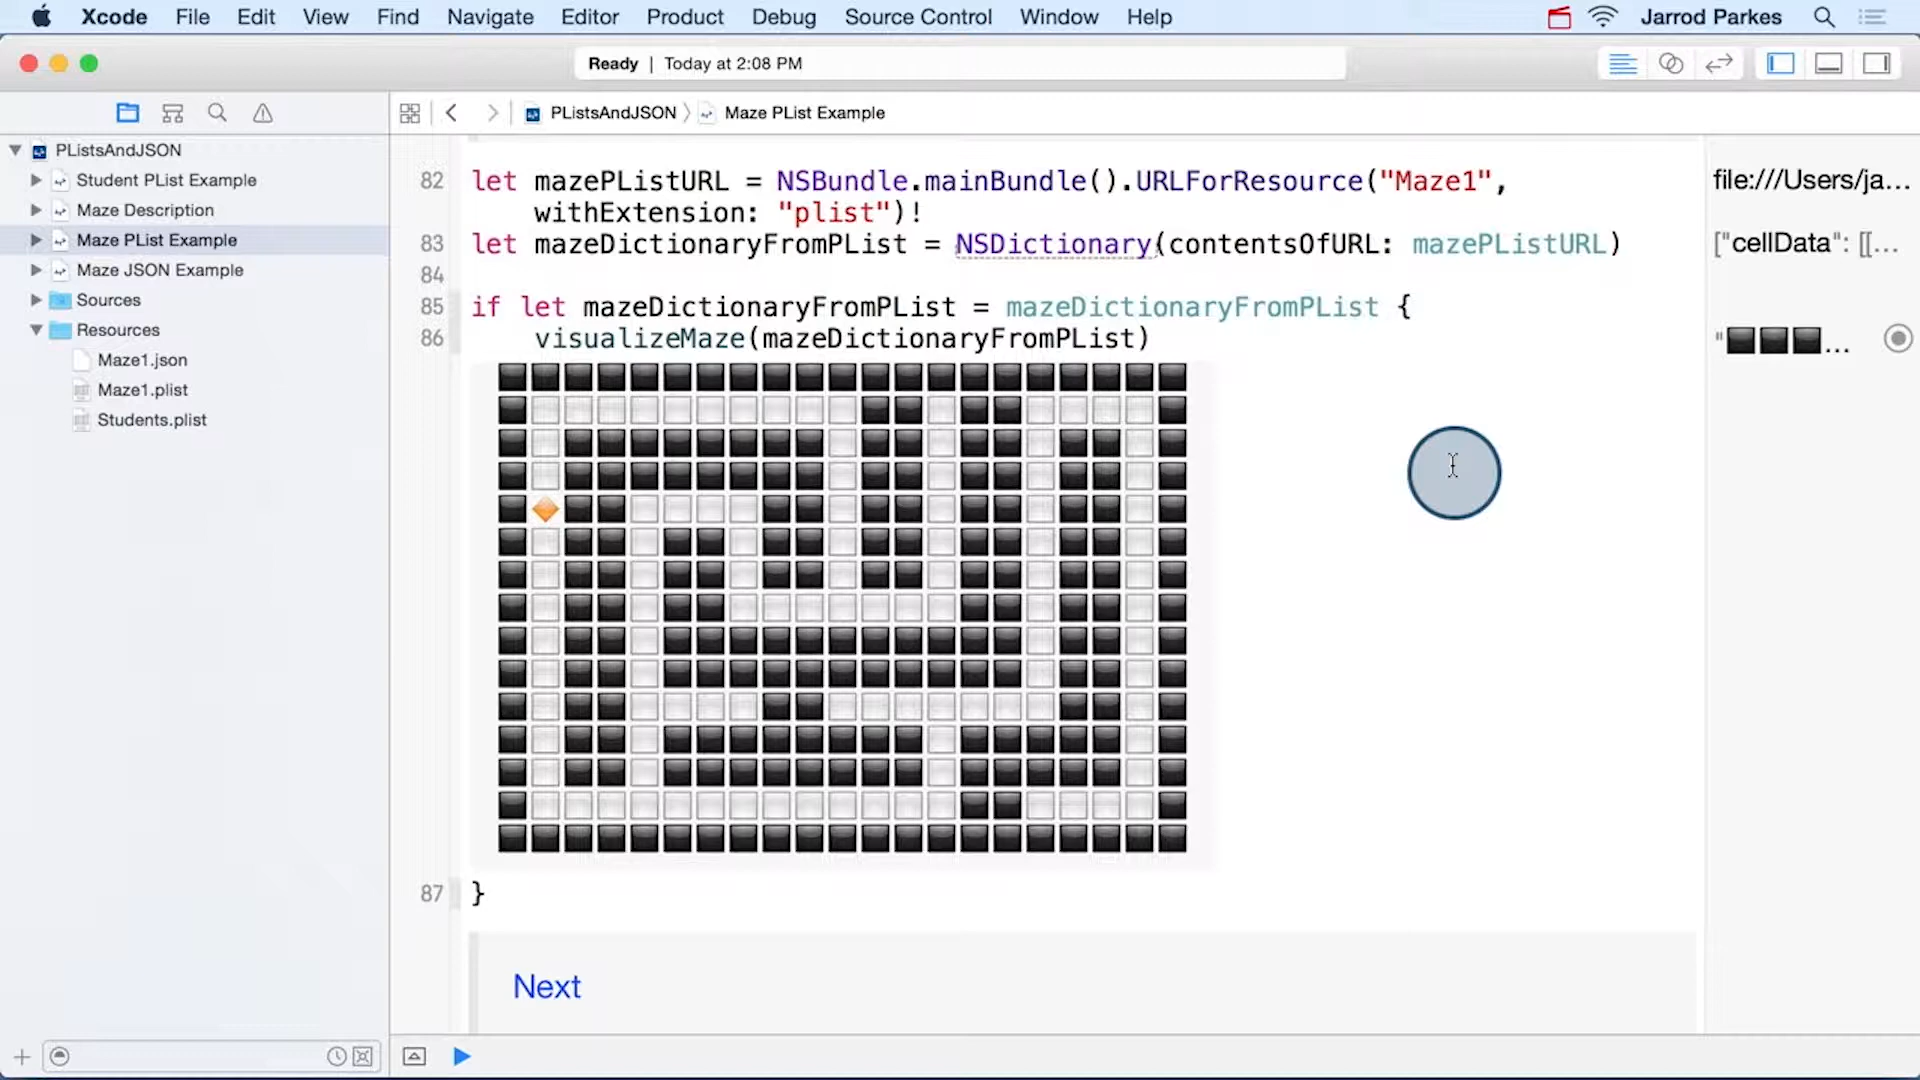 Xcode File Edit View Find Navigate Editor Product Debug Source Control Window Help Jarrod Parkes
Ready | Today at 2:08 PM
PListsAndJSON 〉 Maze PList Example
PListsAndJSON
Student PList Example
Maze Description
Maze PList Example
Maze JSON Example
Sources
Resources
Maze1.json
Maze1.plist
Students.plist
82 let mazePListURL = NSBundle.mainBundle().URLForResource("Maze1",
withExtension: "plist")!
83 let mazeDictionaryFromPList = NSDictionary(contentsOfURL: mazePListURL)
84
85 if let mazeDictionaryFromPList = mazeDictionaryFromPList {
86 visualizeMaze(mazeDictionaryFromPList)
87 }
Next
file:///Users/ja...
["cellData": [[...
"⬛⬛⬛...